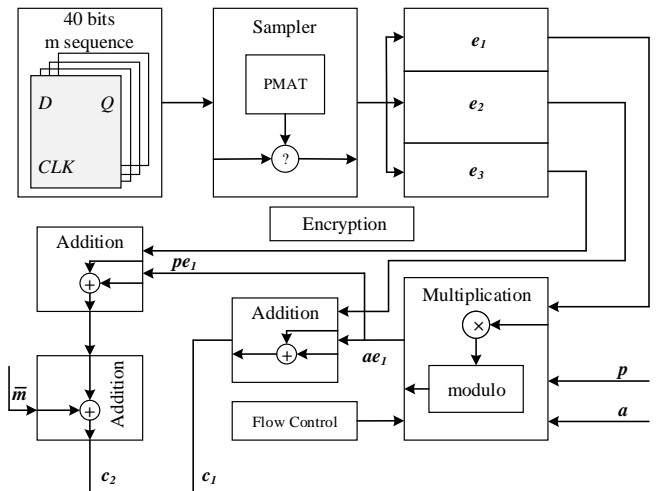 40 bits
m sequence
D Q
CLK
Sampler
PMAT
?
e1
e2
e3
Encryption
Addition
+
pe1
Addition
+
ae1
Multiplication
×
modulo
p
a
m̅
+
Addition
Flow Control
c2
c1